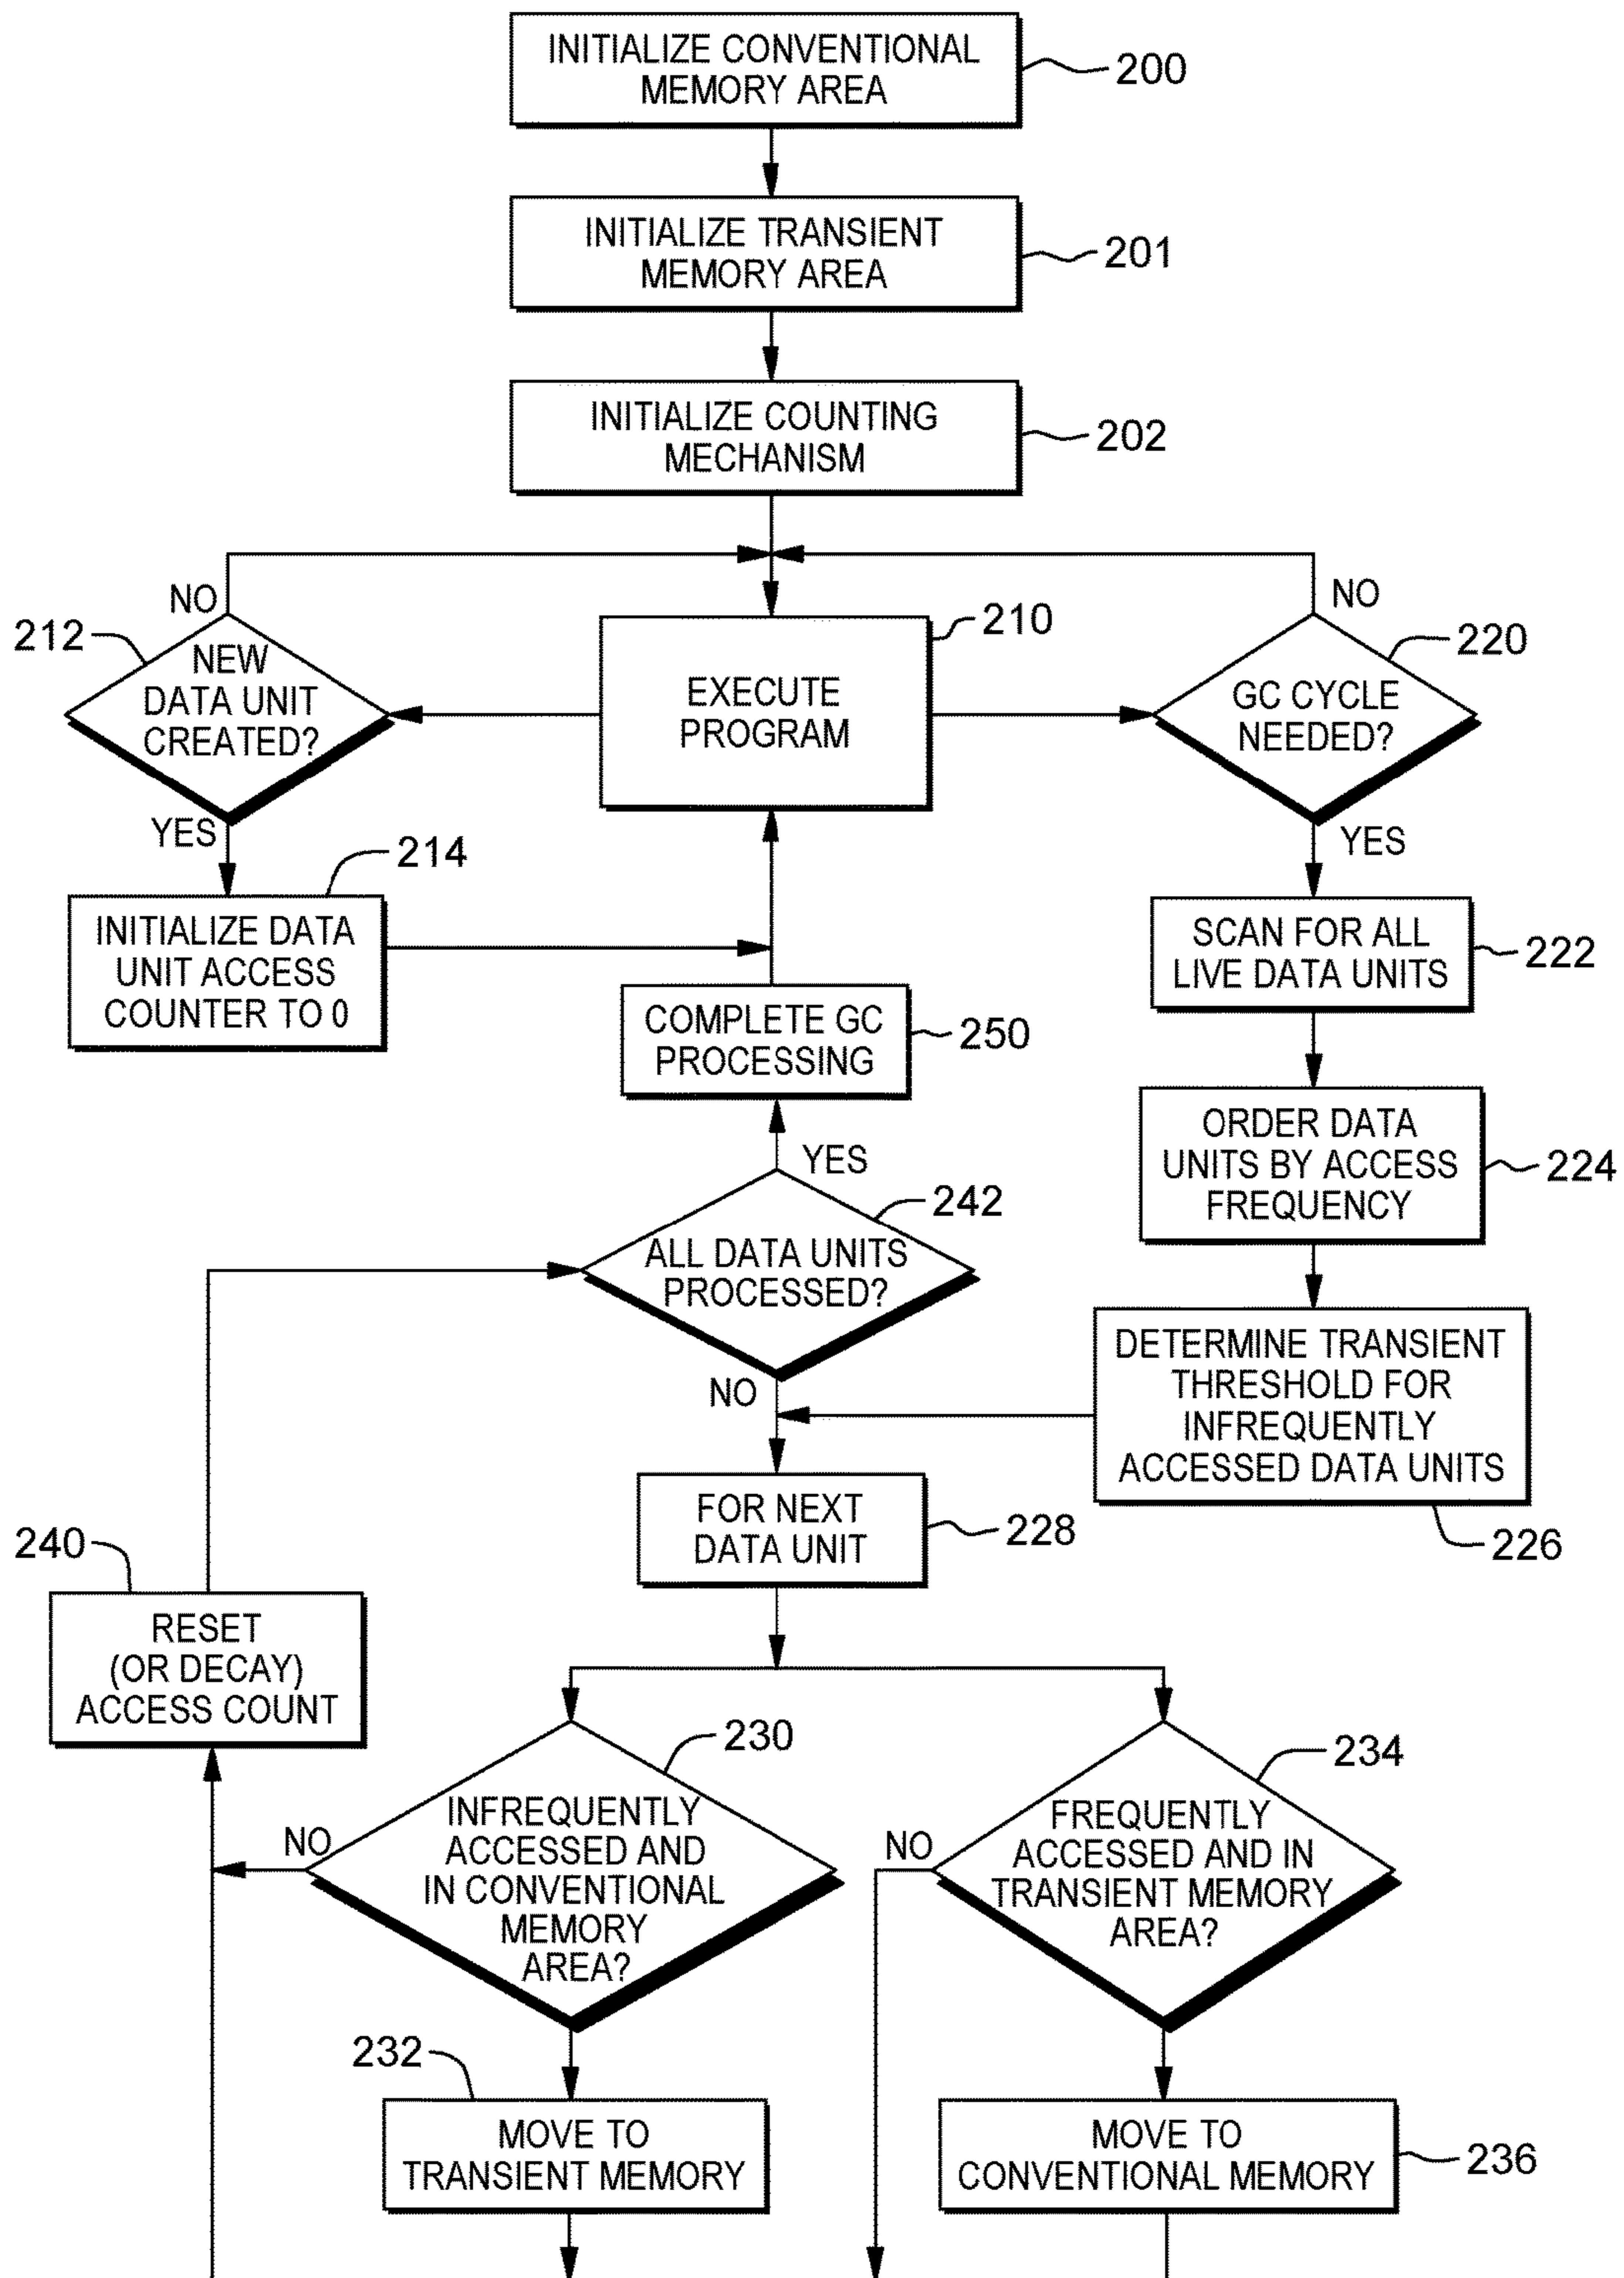 INITIALIZE CONVENTIONAL
MEMORY AREA
200
INITIALIZE TRANSIENT
MEMORY AREA
201
INITIALIZE COUNTING
MECHANISM
202
NO
NO
212
NEW
DATA UNIT
CREATED?
210
EXECUTE
PROGRAM
220
GC CYCLE
NEEDED?
YES
YES
214
INITIALIZE DATA
UNIT ACCESS
COUNTER TO 0
SCAN FOR ALL
LIVE DATA UNITS
222
COMPLETE GC
PROCESSING
250
ORDER DATA
UNITS BY ACCESS
FREQUENCY
224
YES
242
ALL DATA UNITS
PROCESSED?
NO
DETERMINE TRANSIENT
THRESHOLD FOR
INFREQUENTLY
ACCESSED DATA UNITS
226
FOR NEXT
DATA UNIT
228
240
RESET
(OR DECAY)
ACCESS COUNT
230
INFREQUENTLY
ACCESSED AND
IN CONVENTIONAL
MEMORY
AREA?
NO
234
FREQUENTLY
ACCESSED AND IN
TRANSIENT MEMORY
AREA?
NO
232
MOVE TO
TRANSIENT MEMORY
MOVE TO
CONVENTIONAL MEMORY
236